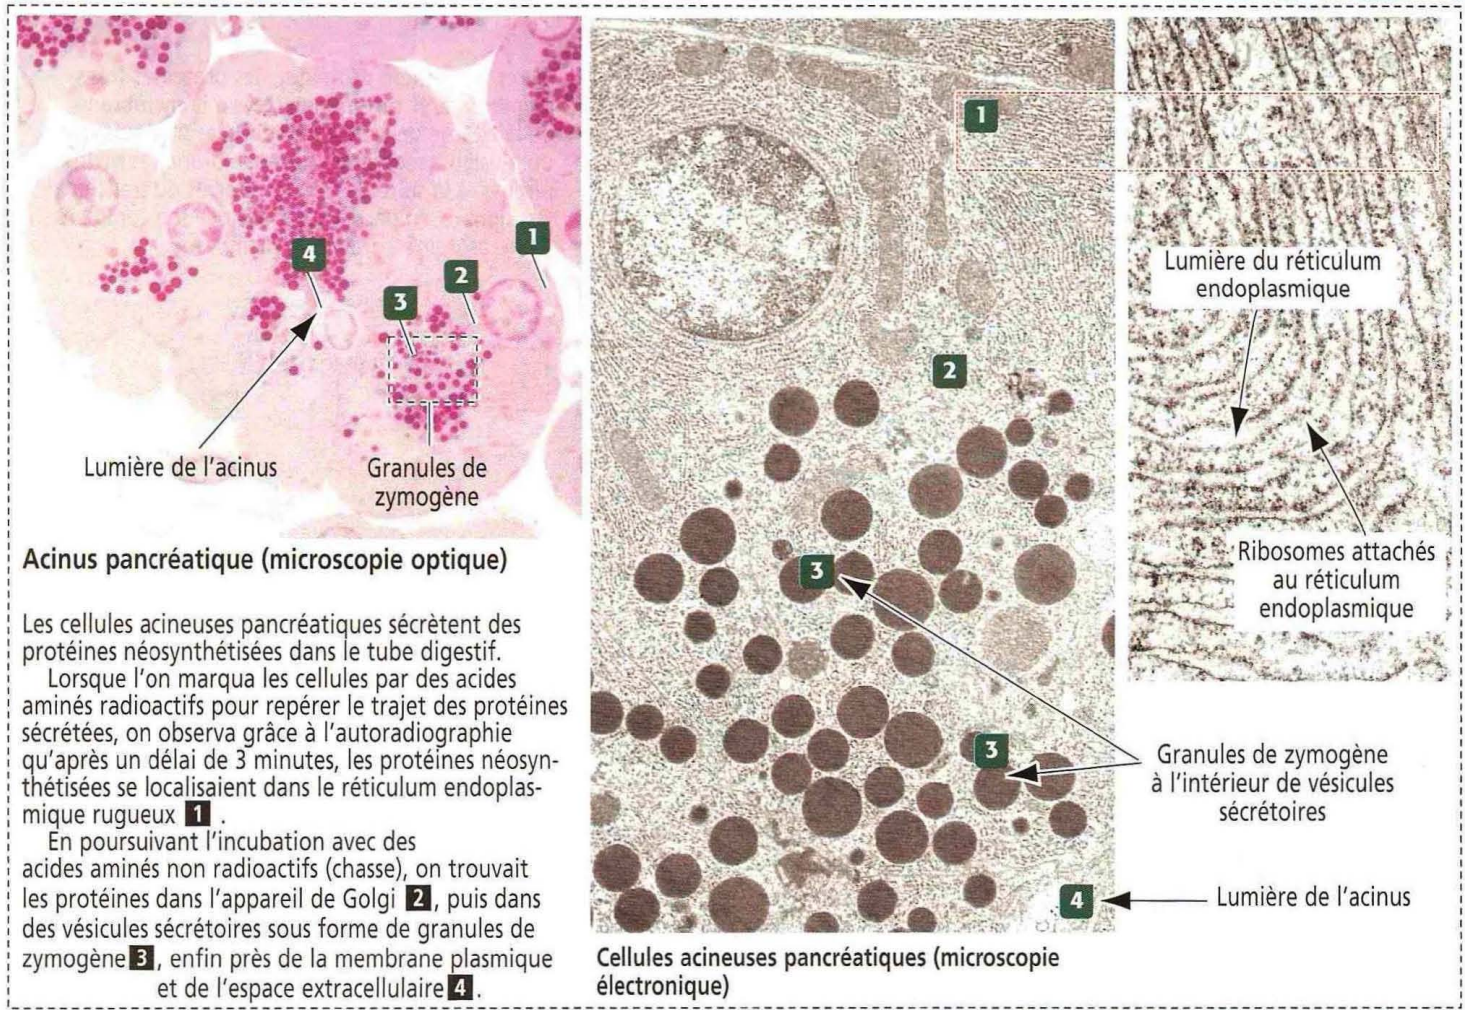 4
1
2
3
Lumière de l'acinus
Granules de
zymogène
Acinus pancréatique (microscopie optique)
Les cellules acineuses pancréatiques sécrètent des
protéines néosynthétisées dans le tube digestif.
Lorsque l'on marqua les cellules par des acides
aminés radioactifs pour repérer le trajet des protéines
sécrétées, on observa grâce à l'autoradiographie
qu'après un délai de 3 minutes, les protéines néosyn-
thétisées se localisaient dans le réticulum endoplas-
mique rugueux 1 .
En poursuivant l'incubation avec des
acides aminés non radioactifs (chasse), on trouvait
les protéines dans l'appareil de Golgi 2, puis dans
des vésicules sécrétoires sous forme de granules de
zymogène 3, enfin près de la membrane plasmique
et de l'espace extracellulaire 4.
1
2
3
3
4
Cellules acineuses pancréatiques (microscopie
électronique)
Lumière du réticulum
endoplasmique
Ribosomes attachés
au réticulum
endoplasmique
Granules de zymogène
à l'intérieur de vésicules
sécrétoires
Lumière de l'acinus